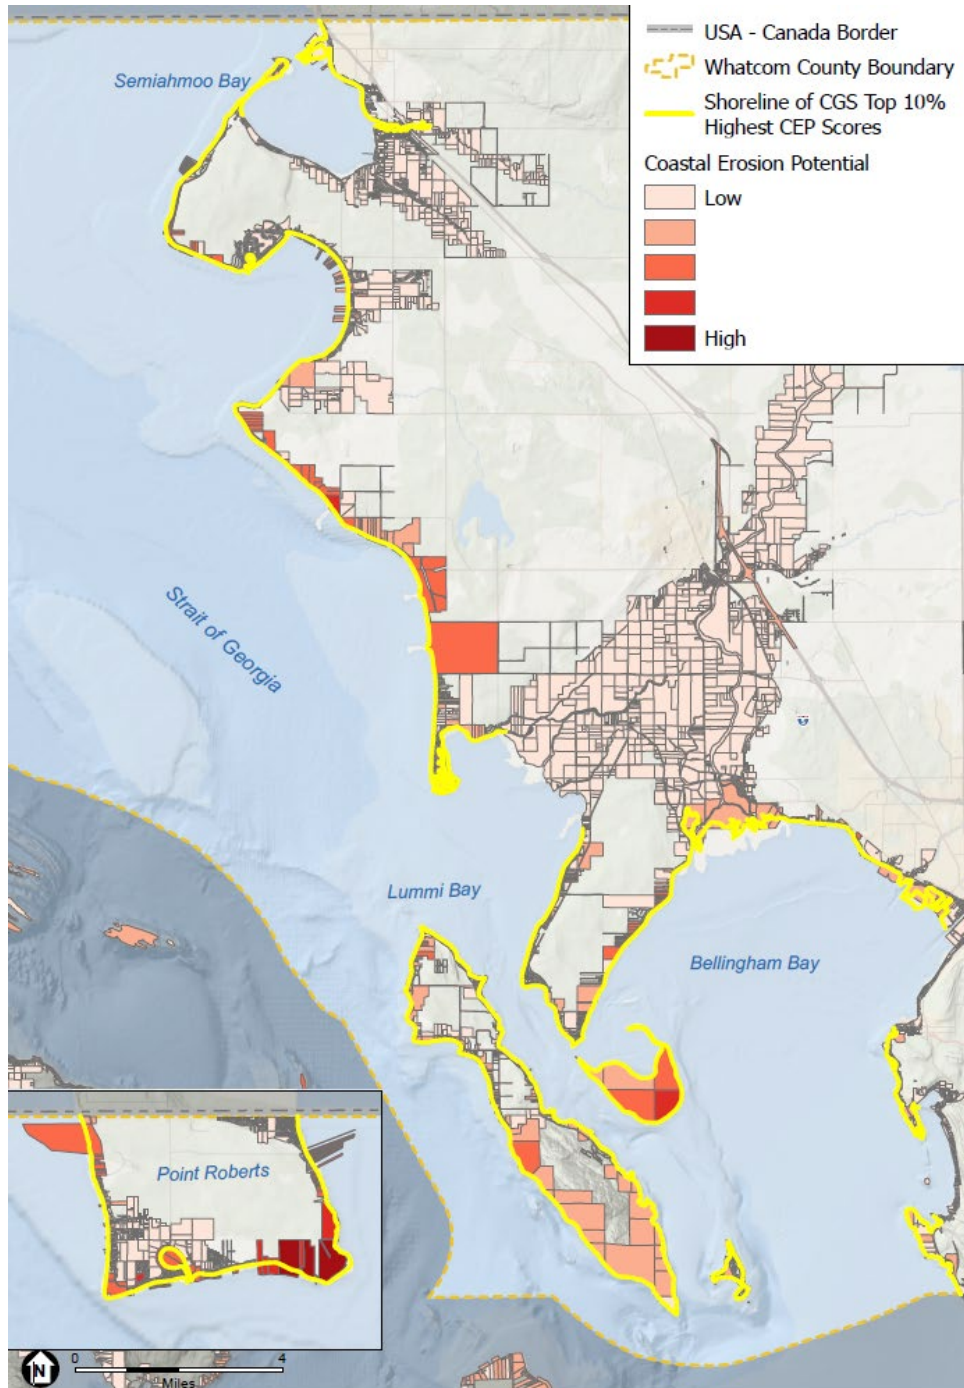 USA - Canada Border
Whatcom County Boundary
Shoreline of CGS Top 10%
Highest CEP Scores
Coastal Erosion Potential
Low
High
Semiahmoo Bay
Strait of Georgia
Lummi Bay
Bellingham Bay
Point Roberts
N
0 4
Miles